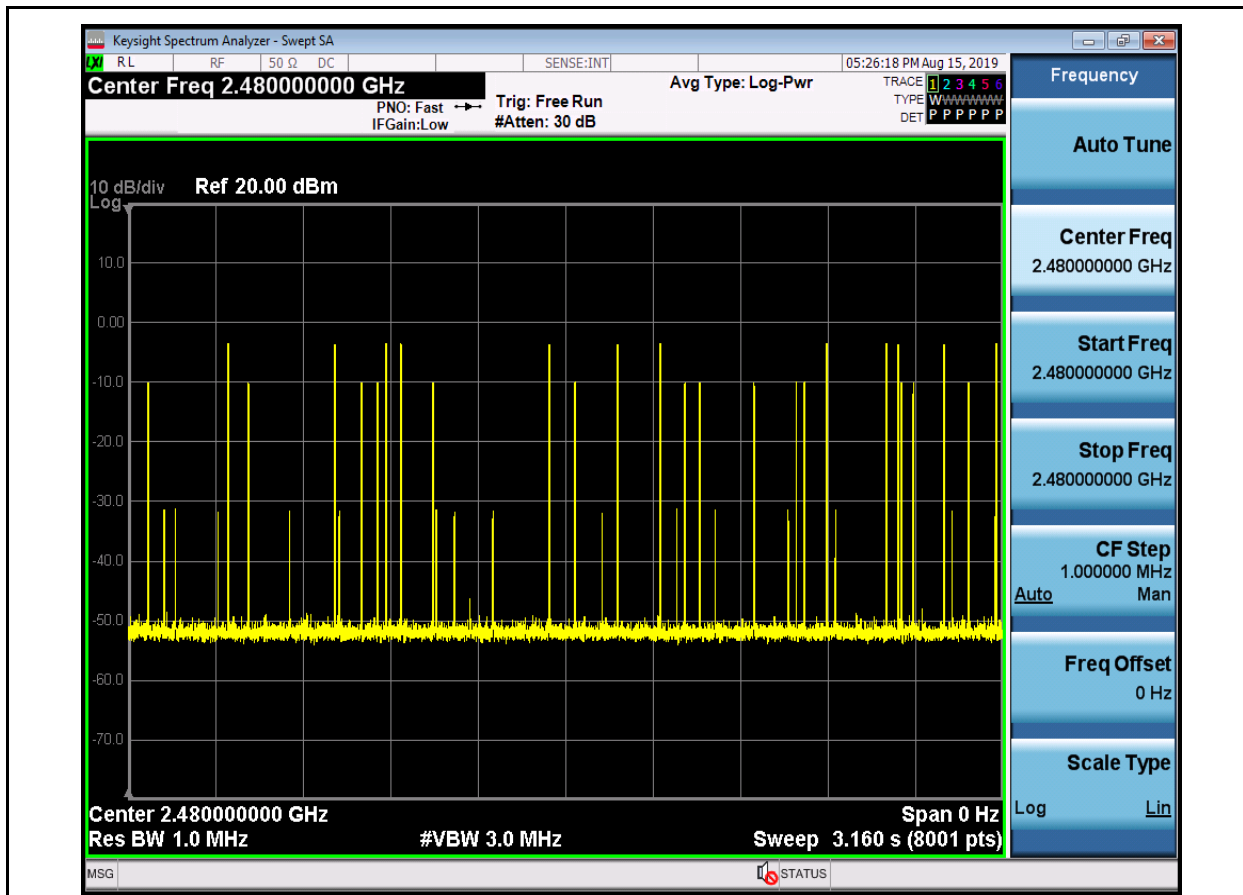 Keysight Spectrum Analyzer - Swept SA
LXI RL RF 50 Ω DC SENSE:INT 05:26:18 PM Aug 15, 2019
Center Freq 2.480000000 GHz
PNO: Fast
IFGain:Low
Trig: Free Run
#Atten: 30 dB
Avg Type: Log-Pwr
TRACE 1 2 3 4 5 6
TYPE WWWWWW
DET P P P P P P
10 dB/div Ref 20.00 dBm
Log
10.0
0.00
-10.0
-20.0
-30.0
-40.0
-50.0
-60.0
-70.0
Center 2.480000000 GHz Span 0 Hz
Res BW 1.0 MHz #VBW 3.0 MHz Sweep 3.160 s (8001 pts)
MSG STATUS
Frequency
Auto Tune
Center Freq
2.480000000 GHz
Start Freq
2.480000000 GHz
Stop Freq
2.480000000 GHz
CF Step
1.000000 MHz
Auto Man
Freq Offset
0 Hz
Scale Type
Log Lin